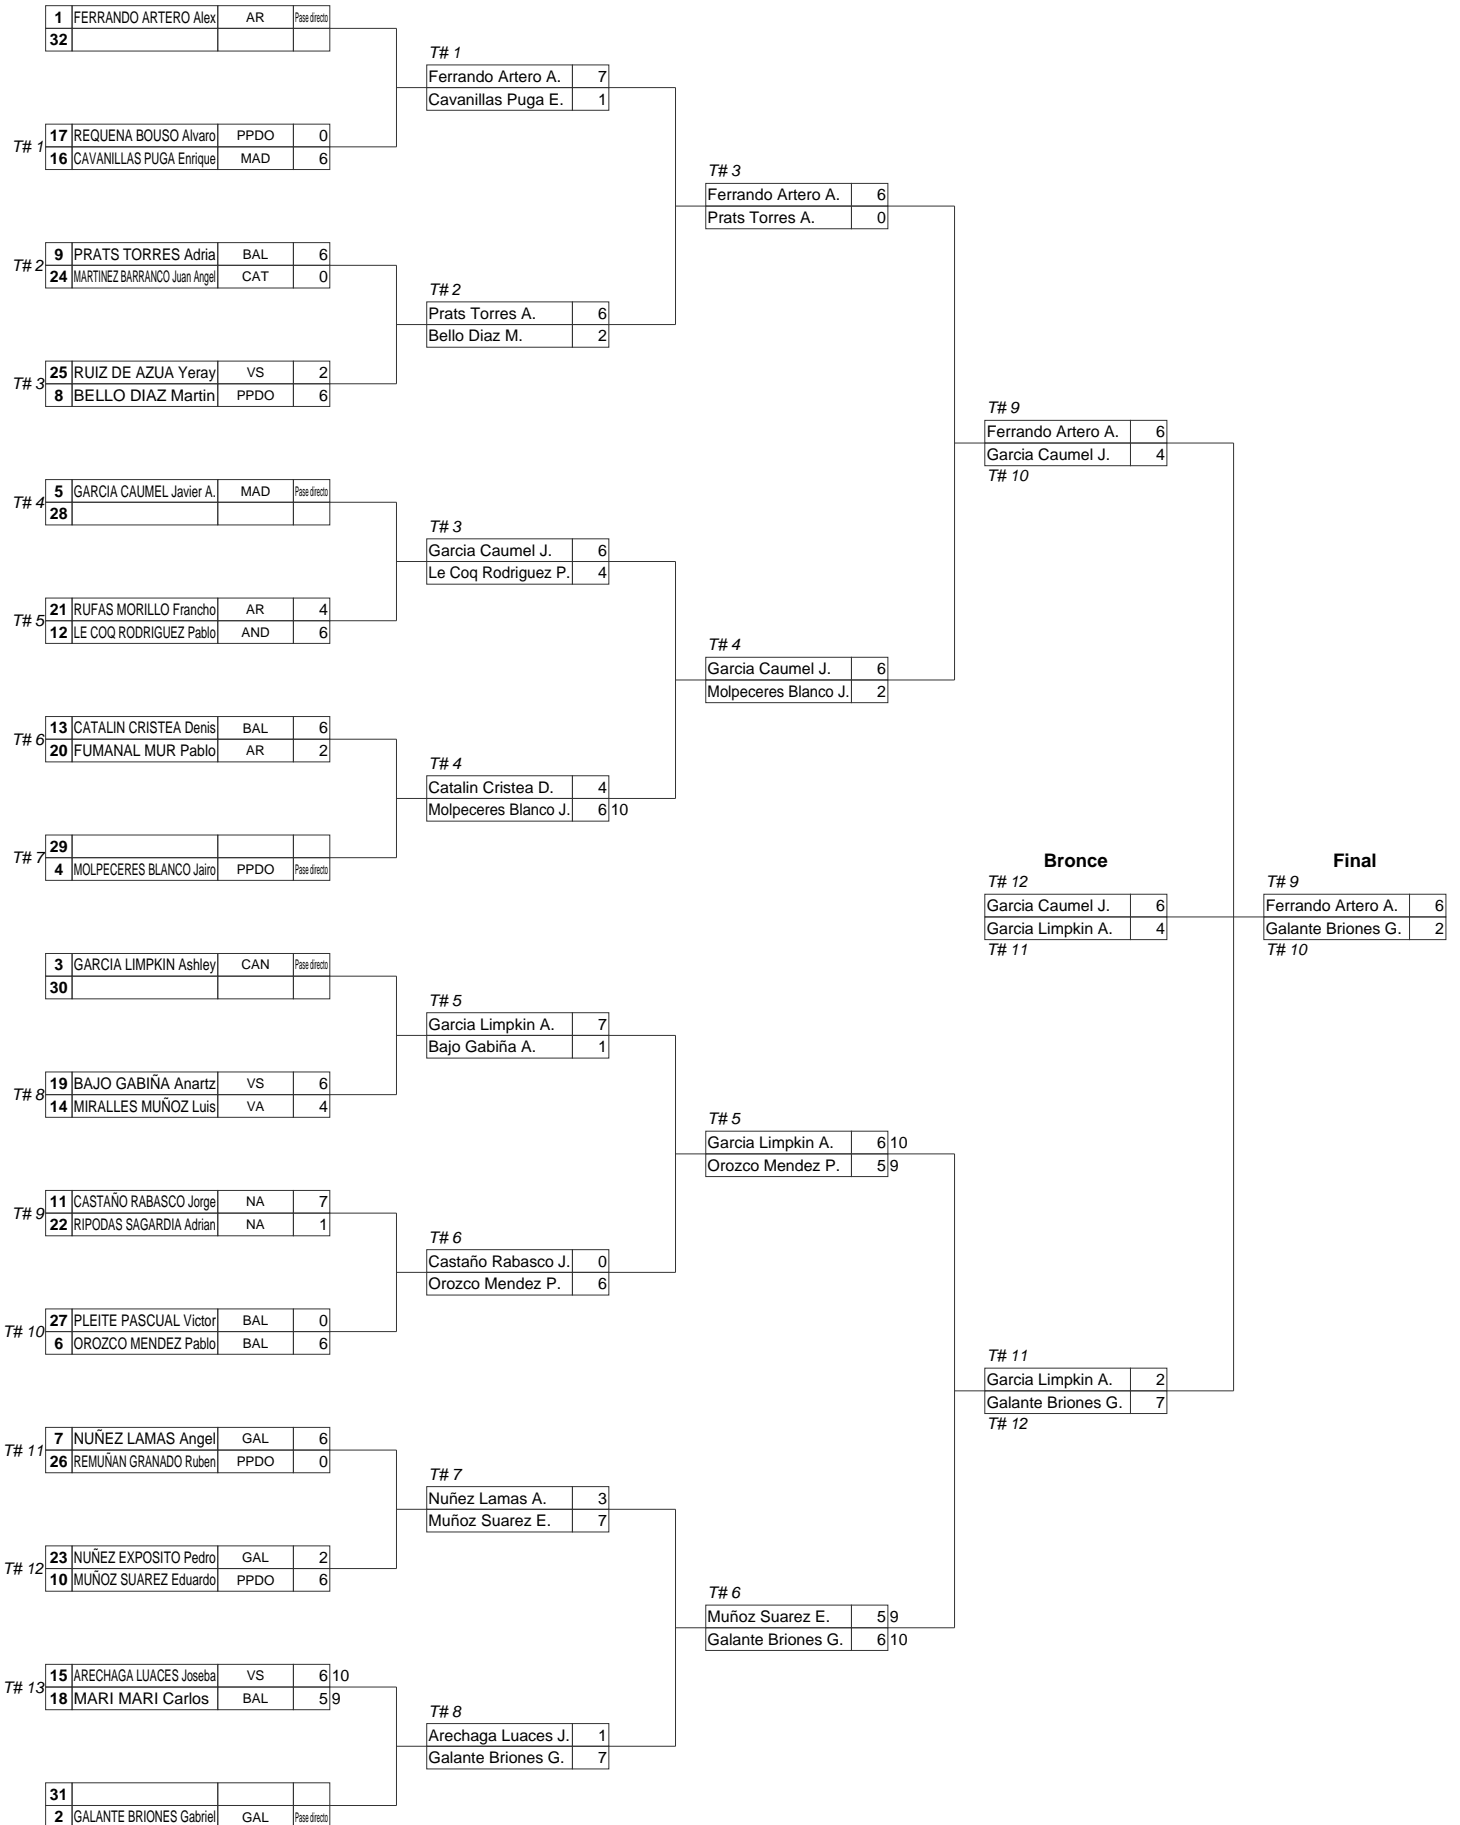 1 FERRANDO ARTERO Alex AR Pase directo
32
T# 1
Ferrando Artero A. 7
Cavanillas Puga E. 1
T# 1
17 REQUENA BOUSO Alvaro PPDO 0
16 CAVANILLAS PUGA Enrique MAD 6
T# 3
Ferrando Artero A. 6
Prats Torres A. 0
T# 2
9 PRATS TORRES Adria BAL 6
24 MARTINEZ BARRANCO Juan Angel CAT 0
T# 2
Prats Torres A. 6
Bello Diaz M. 2
T# 3
25 RUIZ DE AZUA Yeray VS 2
8 BELLO DIAZ Martin PPDO 6
T# 9
Ferrando Artero A. 6
Garcia Caumel J. 4
T# 10
T# 4
5 GARCIA CAUMEL Javier A. MAD Pase directo
28
T# 3
Garcia Caumel J. 6
Le Coq Rodriguez P. 4
T# 5
21 RUFAS MORILLO Francho AR 4
12 LE COQ RODRIGUEZ Pablo AND 6
T# 4
Garcia Caumel J. 6
Molpeceres Blanco J. 2
T# 6
13 CATALIN CRISTEA Denis BAL 6
20 FUMANAL MUR Pablo AR 2
T# 4
Catalin Cristea D. 4
Molpeceres Blanco J. 6 10
T# 7
29
4 MOLPECERES BLANCO Jairo PPDO Pase directo
Bronce
T# 12
Garcia Caumel J. 6
Garcia Limpkin A. 4
T# 11
Final
T# 9
Ferrando Artero A. 6
Galante Briones G. 2
T# 10
3 GARCIA LIMPKIN Ashley CAN Pase directo
30
T# 5
Garcia Limpkin A. 7
Bajo Gabiña A. 1
T# 8
19 BAJO GABIÑA Anartz VS 6
14 MIRALLES MUÑOZ Luis VA 4
T# 5
Garcia Limpkin A. 6 10
Orozco Mendez P. 5 9
T# 9
11 CASTAÑO RABASCO Jorge NA 7
22 RIPODAS SAGARDIA Adrian NA 1
T# 6
Castaño Rabasco J. 0
Orozco Mendez P. 6
T# 10
27 PLEITE PASCUAL Victor BAL 0
6 OROZCO MENDEZ Pablo BAL 6
T# 11
Garcia Limpkin A. 2
Galante Briones G. 7
T# 12
T# 11
7 NUÑEZ LAMAS Angel GAL 6
26 REMUÑAN GRANADO Ruben PPDO 0
T# 7
Nuñez Lamas A. 3
Muñoz Suarez E. 7
T# 12
23 NUÑEZ EXPOSITO Pedro GAL 2
10 MUÑOZ SUAREZ Eduardo PPDO 6
T# 6
Muñoz Suarez E. 5 9
Galante Briones G. 6 10
T# 13
15 ARECHAGA LUACES Joseba VS 6 10
18 MARI MARI Carlos BAL 5 9
T# 8
Arechaga Luaces J. 1
Galante Briones G. 7
31
2 GALANTE BRIONES Gabriel GAL Pase directo